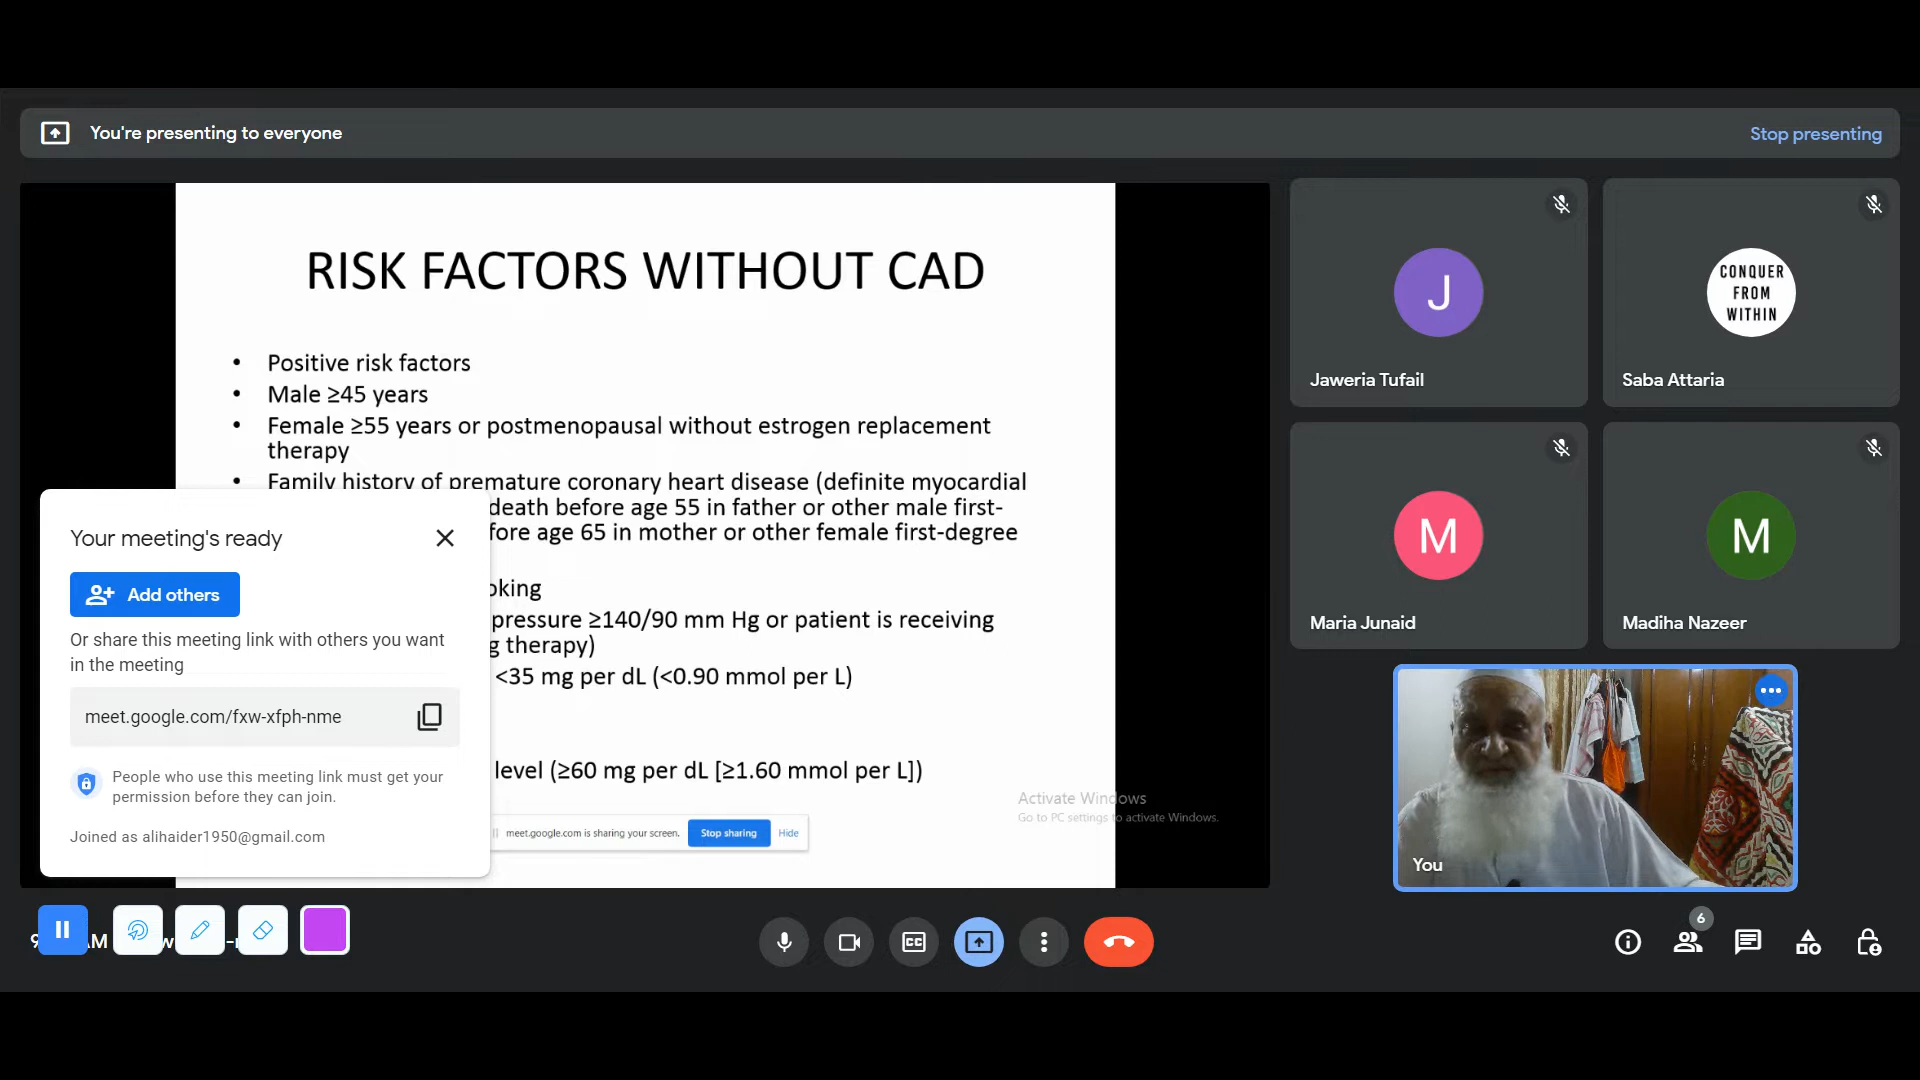 You're presenting to everyone
Stop presenting
RISK FACTORS WITHOUT CAD
• Positive risk factors
• Male ≥45 years
• Female ≥55 years or postmenopausal without estrogen replacement
therapy
• Family history of premature coronary heart disease (definite myocardial
death before age 55 in father or other male first-
fore age 65 in mother or other female first-degree
oking
pressure ≥140/90 mm Hg or patient is receiving
g therapy)
<35 mg per dL (<0.90 mmol per L)
level (≥60 mg per dL [≥1.60 mmol per L])
Activate Windows
Go to PC settings to activate Windows.
meet.google.com is sharing your screen.
Stop sharing
Hide
Your meeting's ready
Add others
Or share this meeting link with others you want
in the meeting
meet.google.com/fxw-xfph-nme
People who use this meeting link must get your
permission before they can join.
Joined as alihaider1950@gmail.com
J
Jaweria Tufail
CONQUER
FROM
WITHIN
Saba Attaria
M
Maria Junaid
M
Madiha Nazeer
You
AM
CC
6